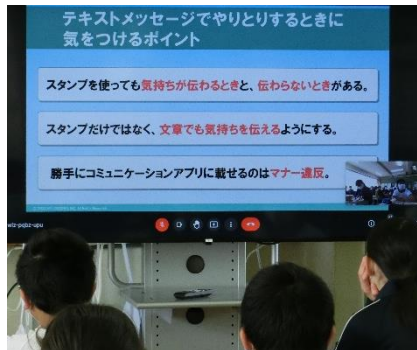 テキストメッセージでやりとりするときに
気をつけるポイント
スタンプを使っても気持ちが伝わるときと、伝わらないときがある。
スタンプだけではなく、文章でも気持ちを伝えるようにする。
勝手にコミュニケーションアプリに載せるのはマナー違反。